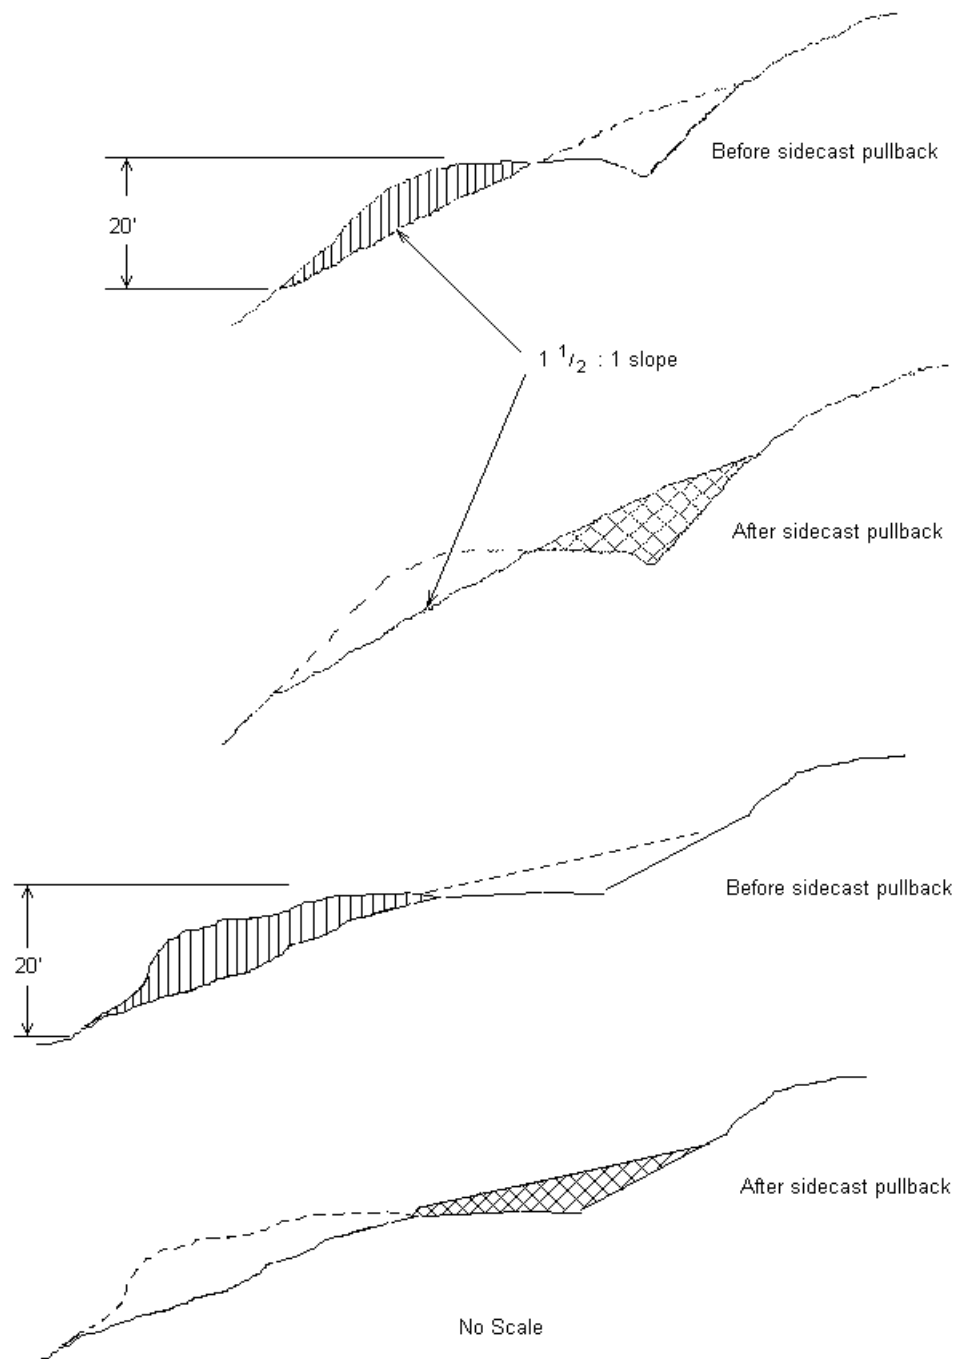 Before sidecast pullback
20'
1 1/2 : 1 slope
After sidecast pullback
Before sidecast pullback
20'
After sidecast pullback
No Scale